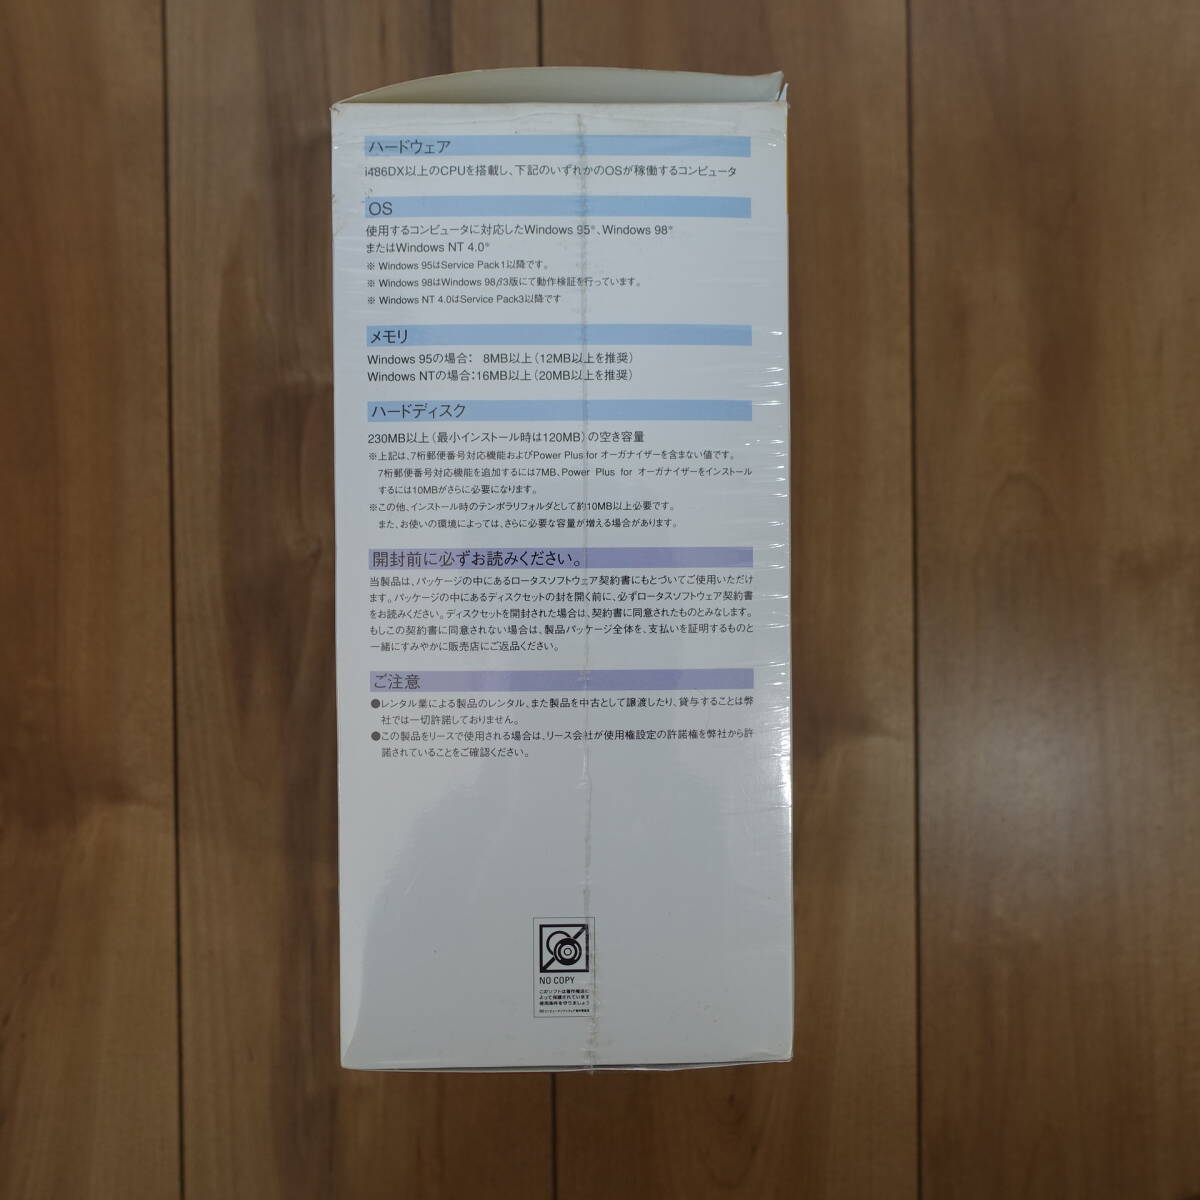 ハードウェア
i486DX以上のCPUを搭載し、下記のいずれかのOSが稼働するコンピュータ
OS
使用するコンピュータに対応したWindows 95*、Windows 98*
またはWindows NT 4.0*
※ Windows 95はService Pack1以降です。
※ Windows 98はWindows 98β3版にて動作検証を行っています。
※ Windows NT 4.0はService Pack3以降です
メモリ
Windows 95の場合： 8MB以上（12MB以上を推奨）
Windows NTの場合：16MB以上（20MB以上を推奨）
ハードディスク
230MB以上（最小インストール時は120MB）の空き容量
※上記は、7桁郵便番号対応機能およびPower Plus for オーガナイザーを含まない値です。
7桁郵便番号対応機能を追加するには7MB、Power Plus for オーガナイザーをインストール
するには10MBがさらに必要になります。
※この他、インストール時のテンポラリフォルダとして約10MB以上必要です。
また、お使いの環境によっては、さらに必要な容量が増える場合があります。
開封前に必ずお読みください。
当製品は、パッケージの中にあるロータスソフトウェア契約書にもとづいてご使用いただけ
ます。パッケージの中にあるディスクセットの封を開く前に、必ずロータスソフトウェア契約書
をお読みください。ディスクセットを開封された場合は、契約書に同意されたものとみなします。
もしこの契約書に同意されない場合は、製品パッケージ全体を、支払いを証明するものと
一緒にすみやかに販売店にご返品ください。
ご注意
●レンタル業による製品のレンタル、また製品を中古として譲渡したり、貸与することは弊
社では一切許諾しておりません。
●この製品をリースで使用される場合は、リース会社が使用権設定の許諾権を弊社から許
諾されていることをご確認ください。
NO COPY
このソフトは著作権法に
よって保護されています
使用条件を守りましょう